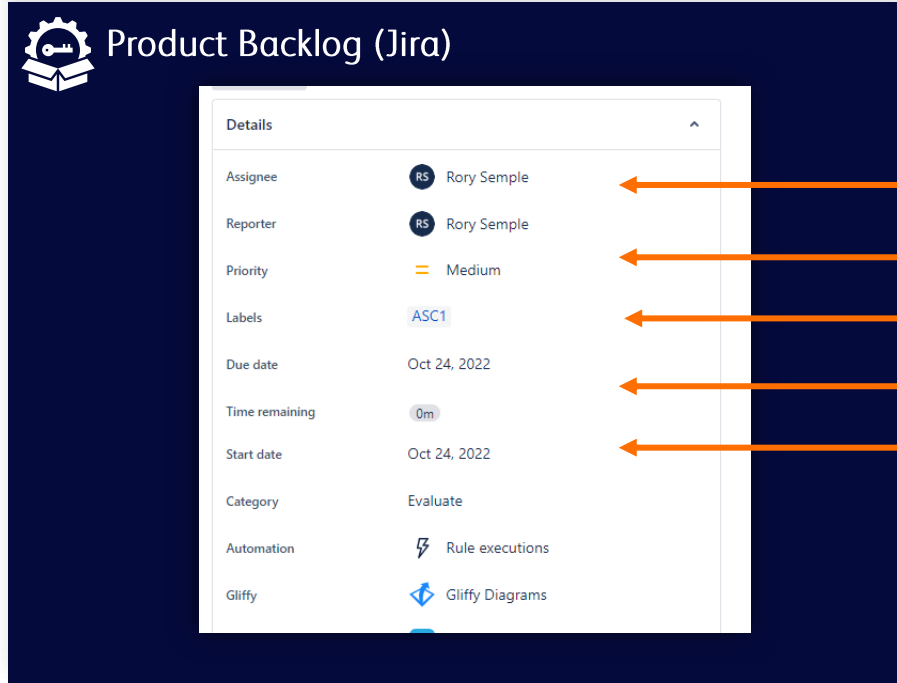 Product Backlog (Jira)
Details
Assignee RS Rory Semple
Reporter RS Rory Semple
Priority Medium
Labels ASC1
Due date Oct 24, 2022
Time remaining 0m
Start date Oct 24, 2022
Category Evaluate
Automation Rule executions
Gliffy Gliffy Diagrams